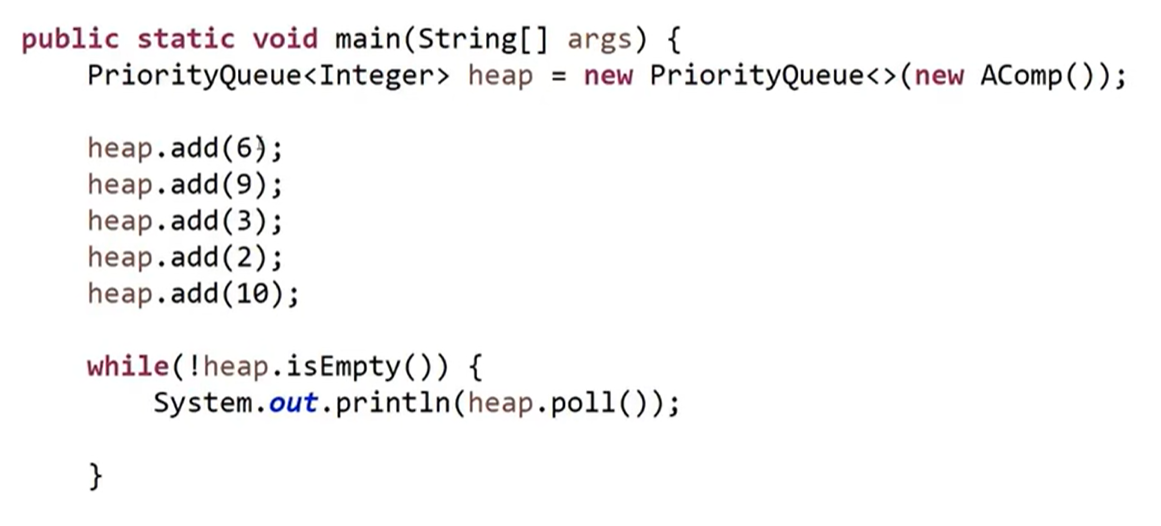 public static void main(String[] args) {
    PriorityQueue<Integer> heap = new PriorityQueue<>(new AComp());
    heap.add(6);
    heap.add(9);
    heap.add(3);
    heap.add(2);
    heap.add(10);
    while(!heap.isEmpty()) {
        System.out.println(heap.poll());
    }